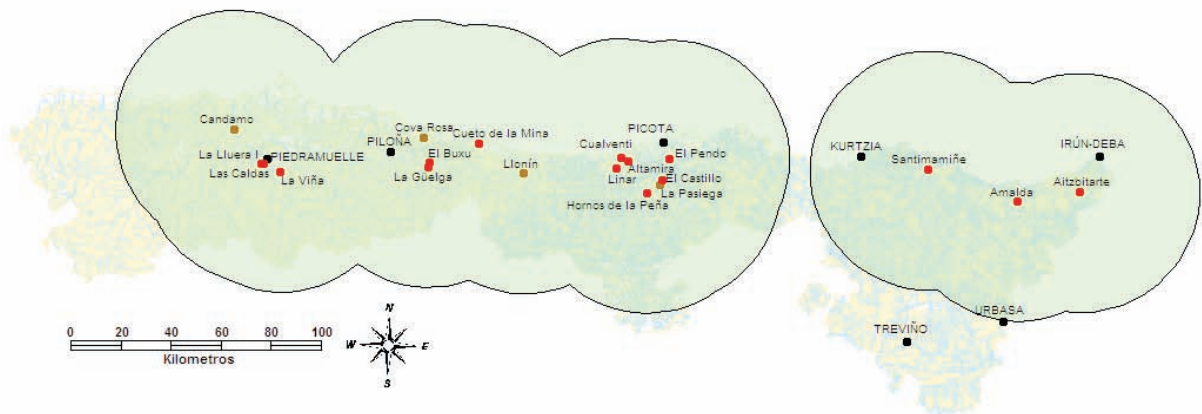 Candamo
La Lluera I
PIEDRAMUELLE
Las Caldas
La Viña
PILOÑA
Cova Rosa
Cueto de la Mina
El Buxu
La Güelga
Llonín
PICOTA
Cualventi
El Pendo
Altamira
Linar
El Castillo
La Pasiega
Hornos de la Peña
KURTZIA
Santimamiñe
IRÚN-DEBA
Amalda
Aitzbitarte
URBASA
TREVIÑO
0 20 40 60 80 100
Kilometros
N
W E
S